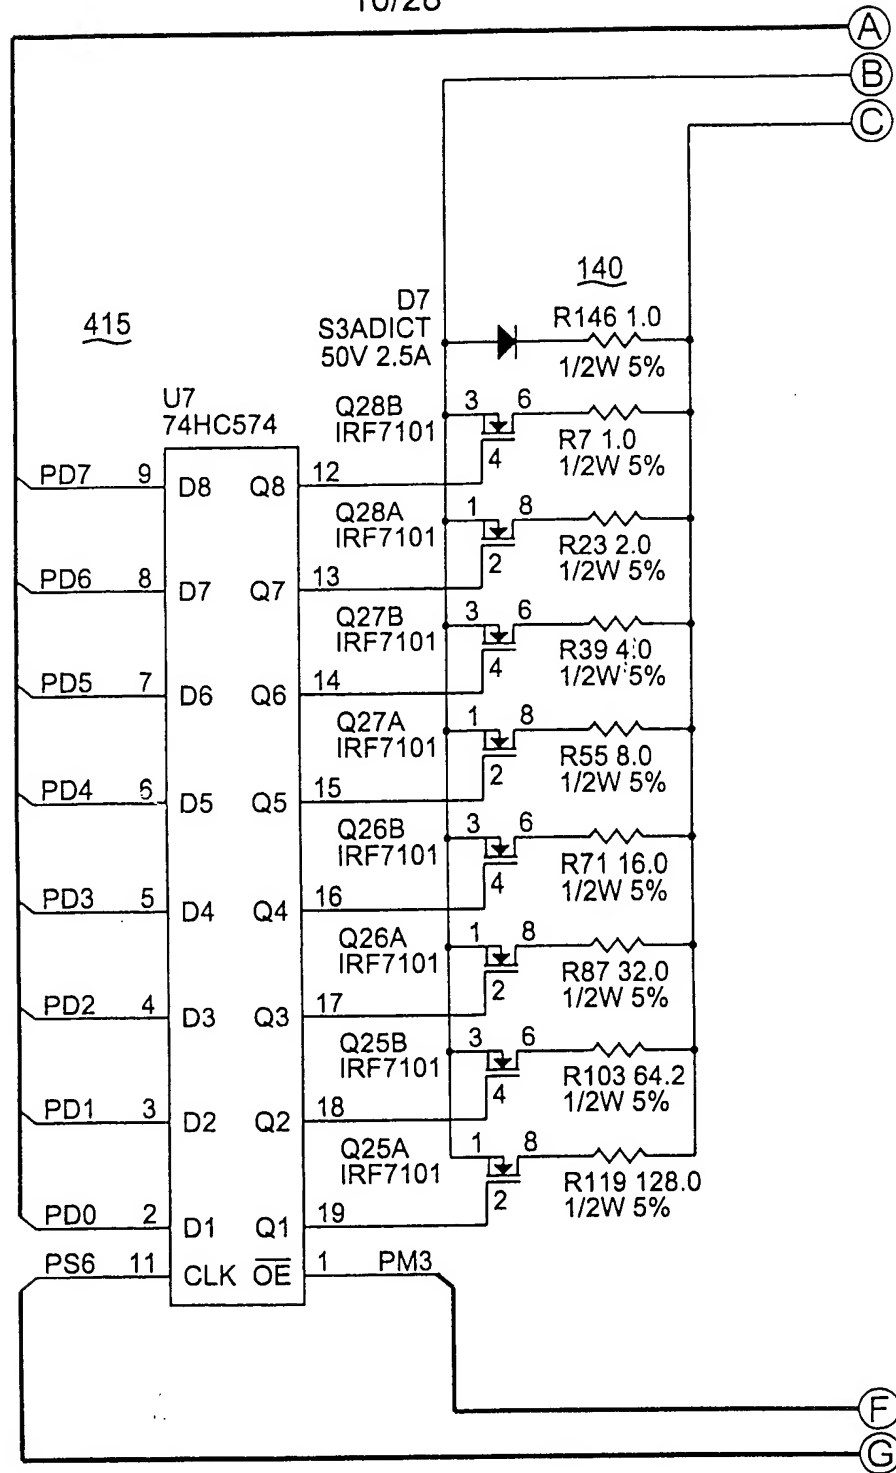 10/28
A
B
C
140
D7
S3ADICT
50V 2.5A
R146 1.0
1/2W 5%
415
U7
74HC574
Q28B
IRF7101
3 6
4
R7 1.0
1/2W 5%
PD7 9 D8 Q8 12
Q28A
IRF7101
1 8
2
R23 2.0
1/2W 5%
PD6 8 D7 Q7 13
Q27B
IRF7101
3 6
4
R39 4.0
1/2W 5%
PD5 7 D6 Q6 14
Q27A
IRF7101
1 8
2
R55 8.0
1/2W 5%
PD4 6 D5 Q5 15
Q26B
IRF7101
3 6
4
R71 16.0
1/2W 5%
PD3 5 D4 Q4 16
Q26A
IRF7101
1 8
2
R87 32.0
1/2W 5%
PD2 4 D3 Q3 17
Q25B
IRF7101
3 6
4
R103 64.2
1/2W 5%
PD1 3 D2 Q2 18
Q25A
IRF7101
1 8
2
R119 128.0
1/2W 5%
PD0 2 D1 Q1 19
PS6 11 CLK OE 1 PM3
F
G